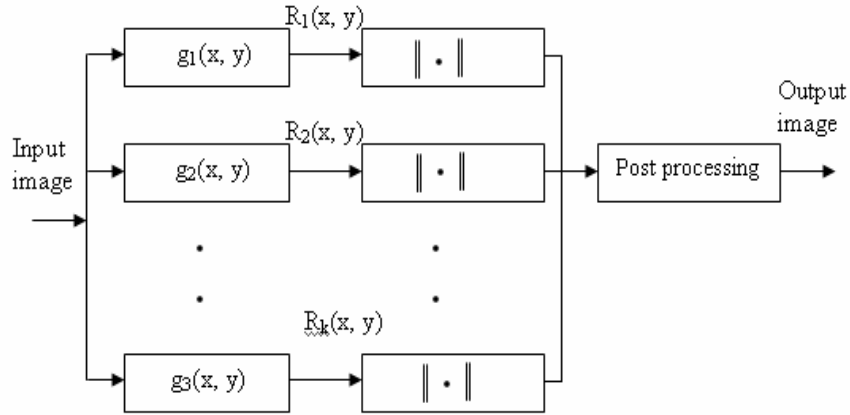 R₁(x, y)
g₁(x, y)
‖ • ‖
Output
image
Input
image
R₂(x, y)
g₂(x, y)
‖ • ‖
Post processing
Rₖ(x, y)
g₃(x, y)
‖ • ‖